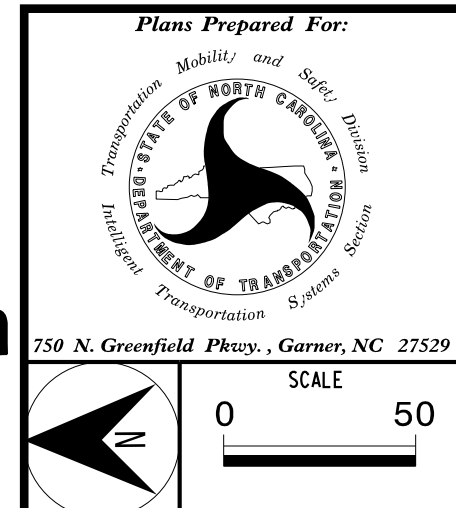 Plans Prepared For:
Transportation Mobility and Safety Division
STATE OF NORTH CAROLINA
DEPARTMENT OF TRANSPORTATION
Intelligent Transportation Systems Section
750 N. Greenfield Pkwy. , Garner, NC 27529
SCALE
0 50
N